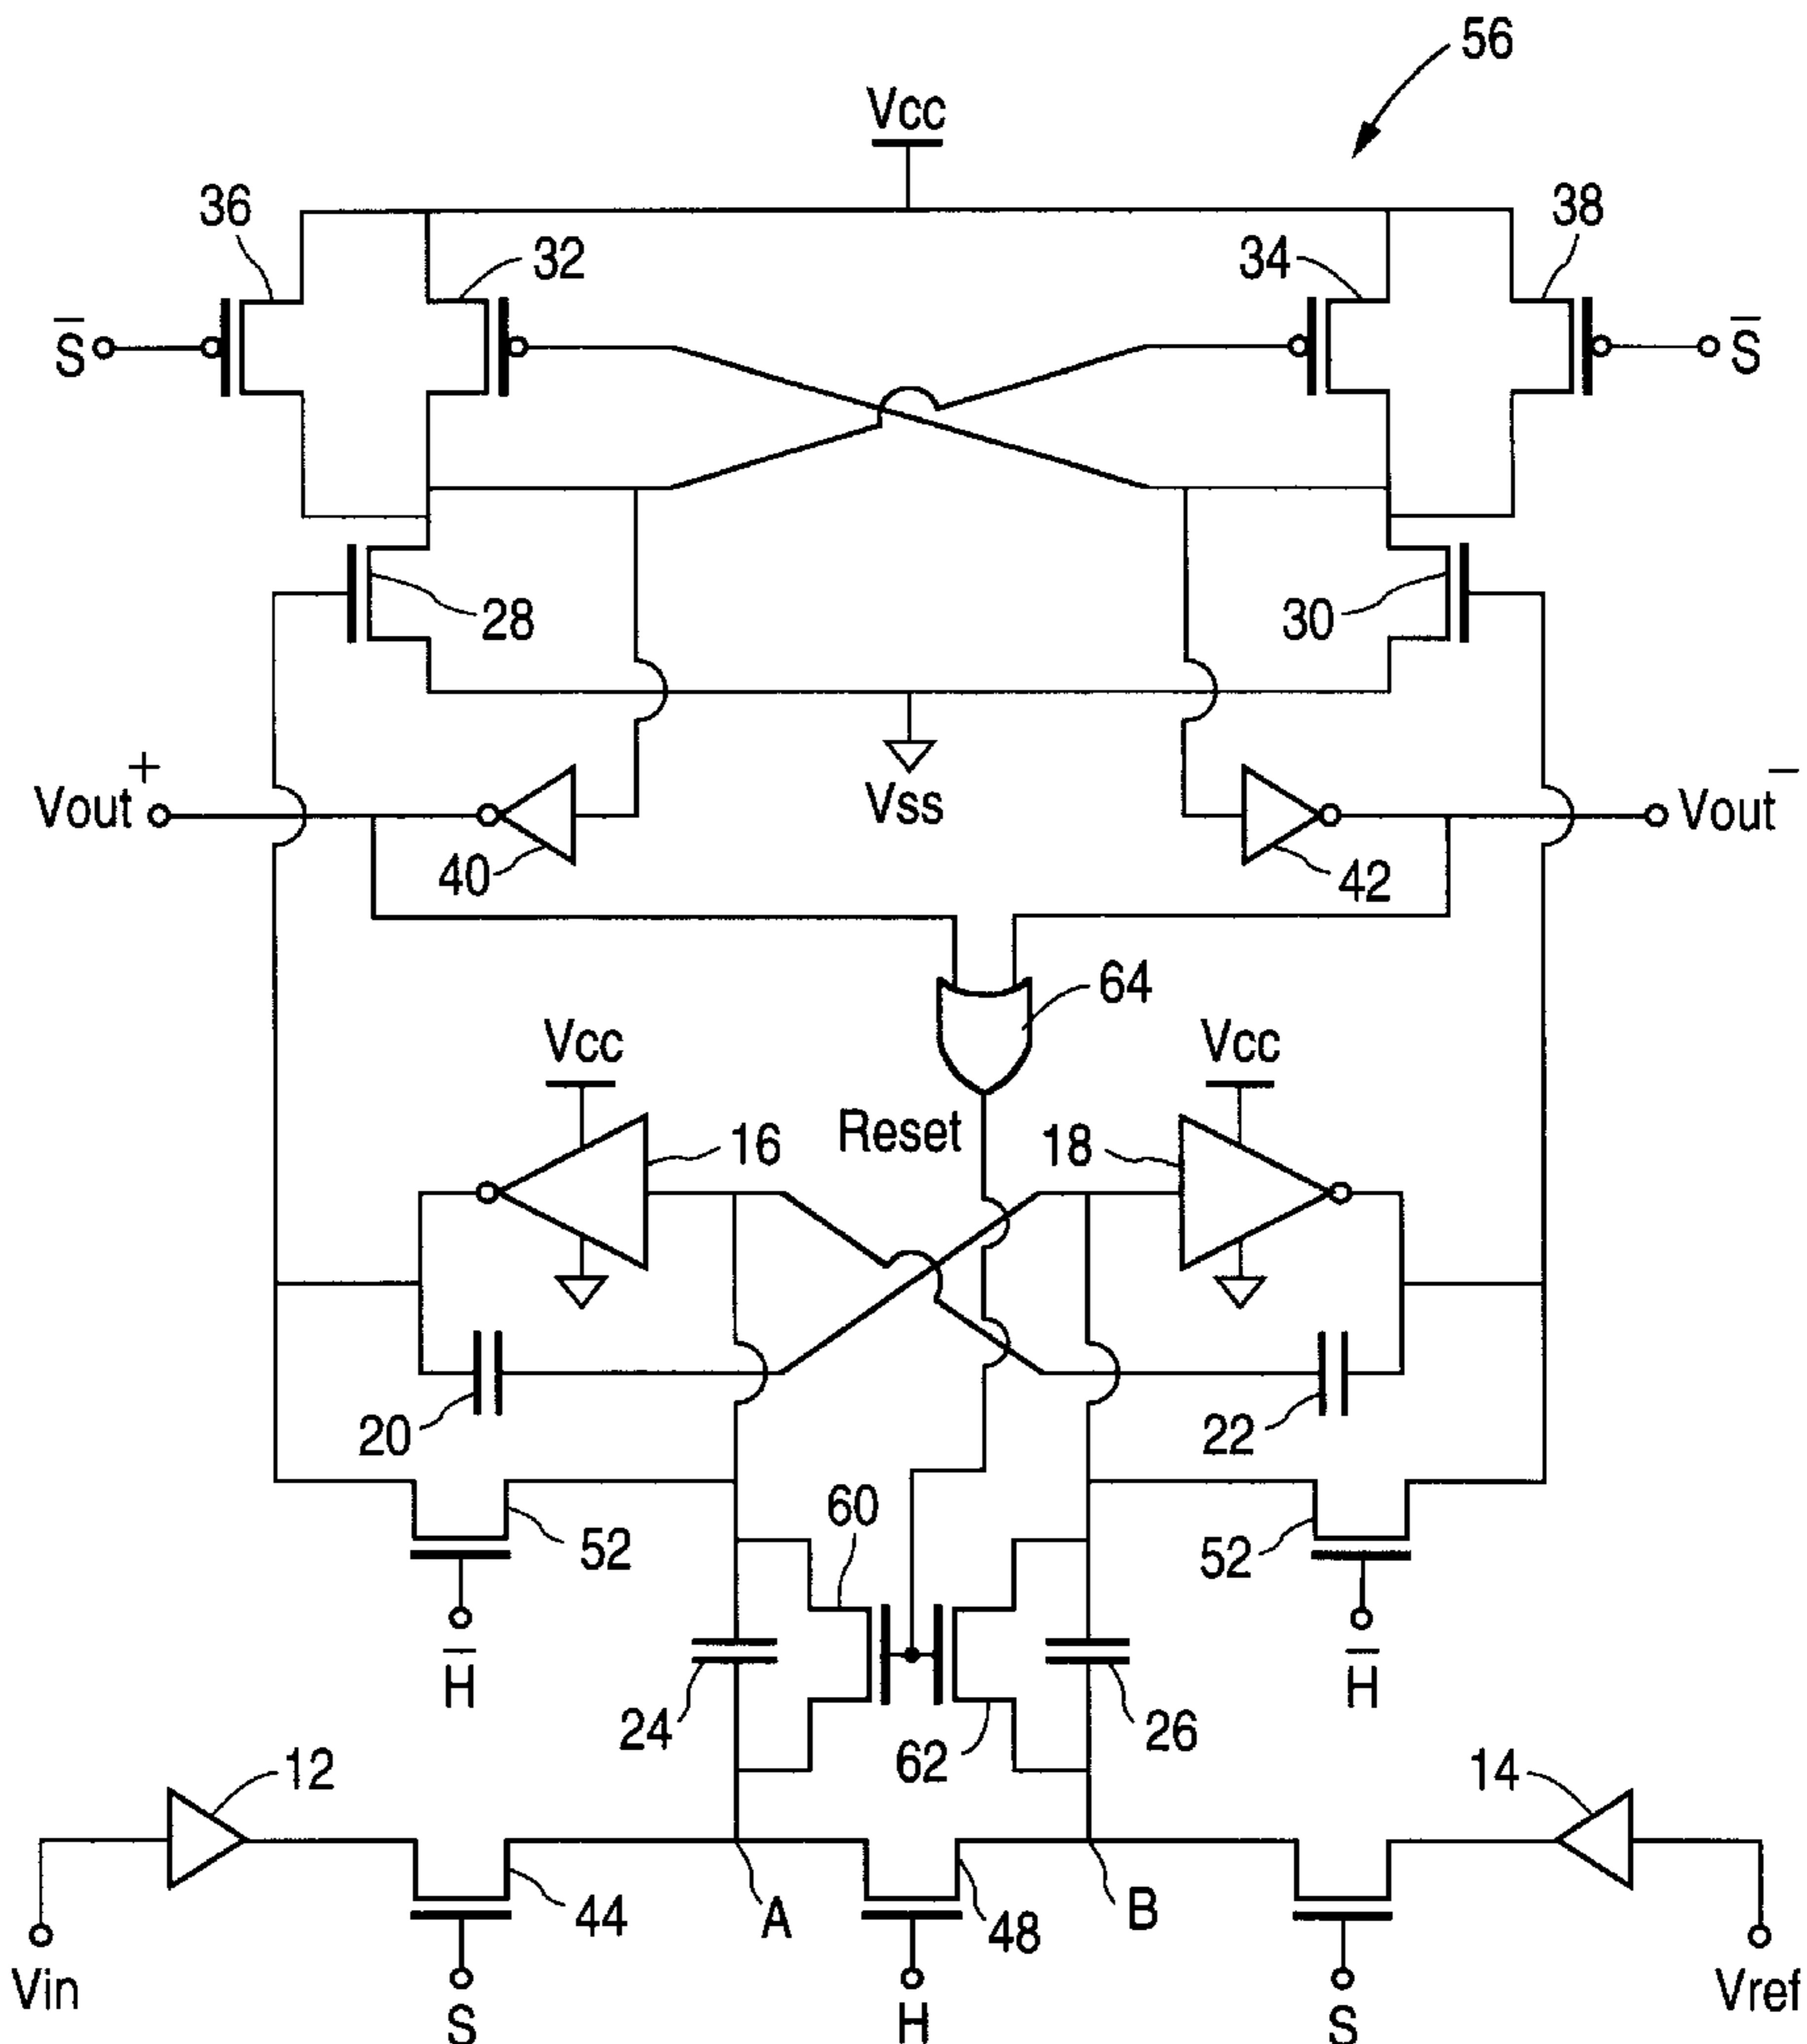 56
Vcc
36
32
34
38
S̅
S̅
28
30
Vout +
Vss
Vout −
40
42
64
Vcc
Vcc
16
Reset
18
20
22
60
52
52
H̅
H̅
24
62
26
12
14
44
A
48
B
Vin
S
H
S
Vref